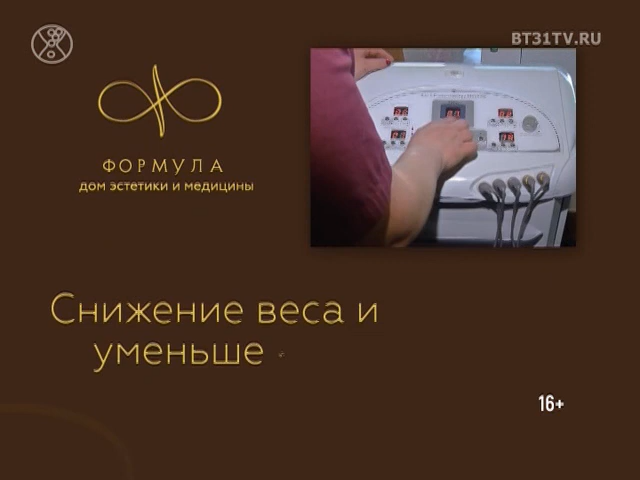 BT31TV.RU
ФОРМУЛА
дом эстетики и медицины
Снижение веса и
уменьше
16+